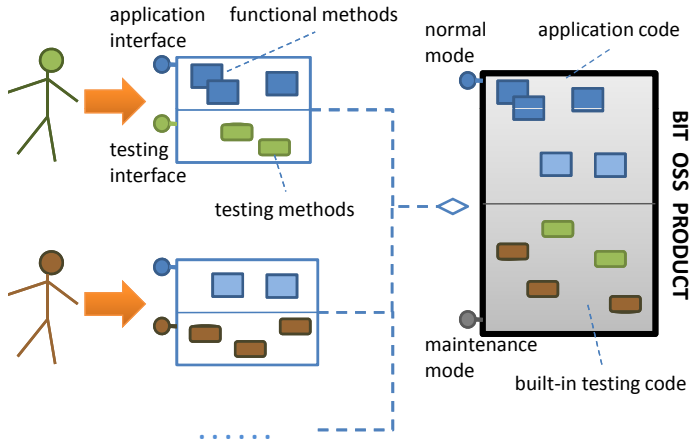 application
interface
functional methods
testing
interface
testing methods
normal
mode
application code
BIT OSS PRODUCT
maintenance
mode
built-in testing code